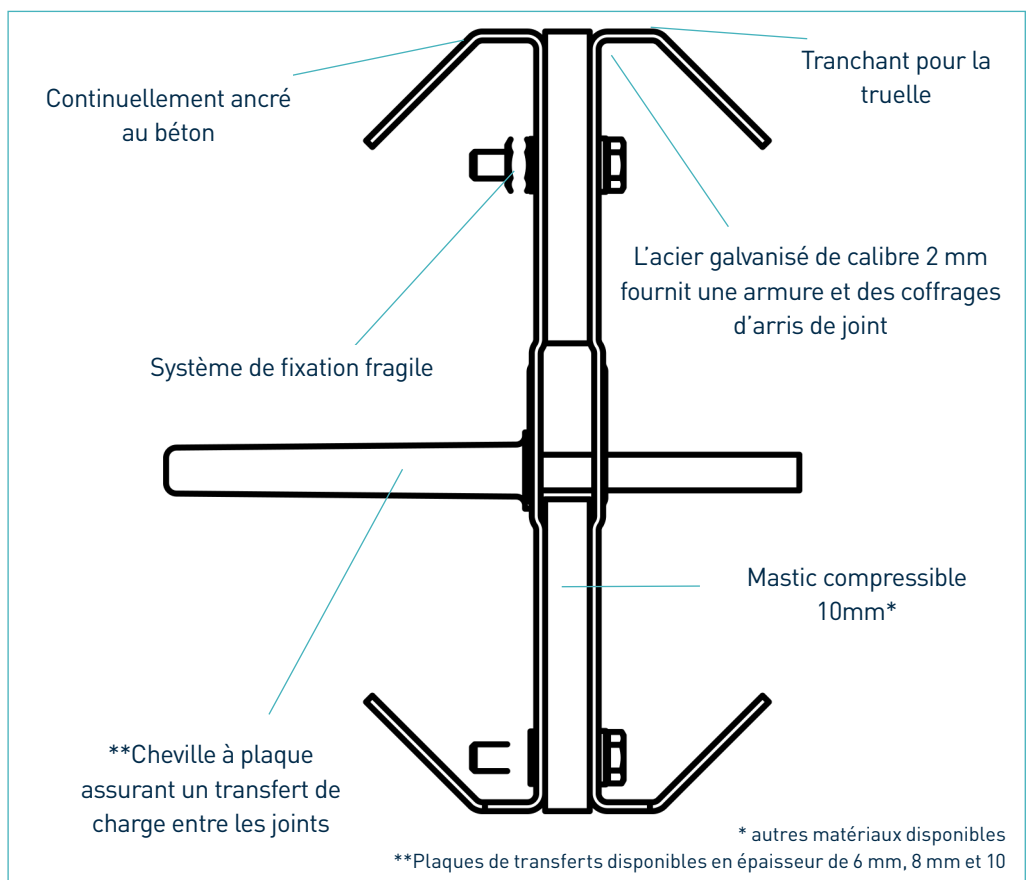 Continuellement ancré
au béton
Tranchant pour la
truelle
L'acier galvanisé de calibre 2 mm
fournit une armure et des coffrages
d'arris de joint
Système de fixation fragile
Mastic compressible
10mm*
**Cheville à plaque
assurant un transfert de
charge entre les joints
* autres matériaux disponibles
**Plaques de transferts disponibles en épaisseur de 6 mm, 8 mm et 10